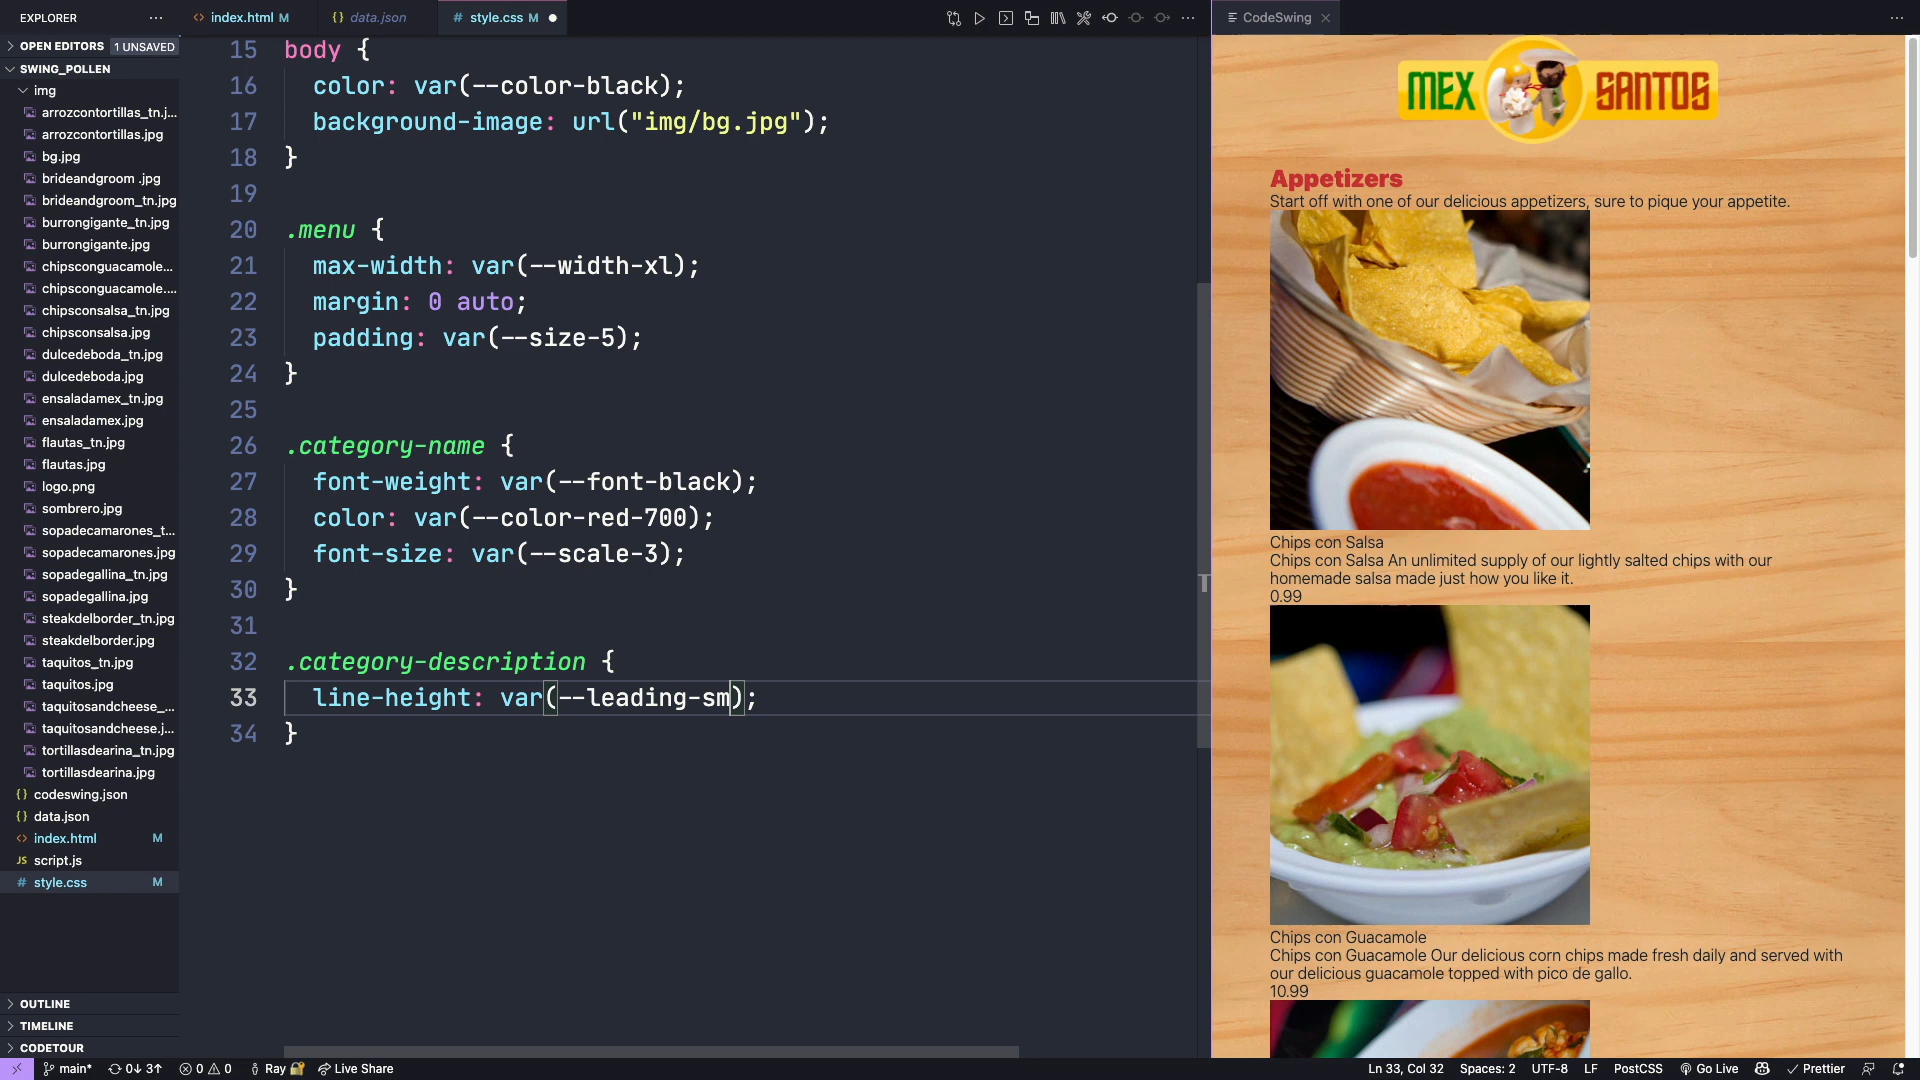 EXPLORER
OPEN EDITORS 1 UNSAVED
SWING_POLLEN
img
arrozcontortillas_tn.j...
arrozcontortillas.jpg
bg.jpg
brideandgroom .jpg
brideandgroom_tn.jpg
burrongigante_tn.jpg
burrongigante.jpg
chipsconguacamole...
chipsconguacamole....
chipsconsalsa_tn.jpg
chipsconsalsa.jpg
dulcedeboda_tn.jpg
dulcedeboda.jpg
ensaladamex_tn.jpg
ensaladamex.jpg
flautas_tn.jpg
flautas.jpg
logo.png
sombrero.jpg
sopadecamarones_t...
sopadecamarones.jpg
sopadegallina_tn.jpg
sopadegallina.jpg
steakdelborder_tn.jpg
steakdelborder.jpg
taquitos_tn.jpg
taquitos.jpg
taquitosandcheese_...
taquitosandcheese.j...
tortillasdearina_tn.jpg
tortillasdearina.jpg
{} codeswing.json
{} data.json
<> index.html M
JS script.js
# style.css M
OUTLINE
TIMELINE
CODETOUR
<> index.html M {} data.json # style.css M
15 body {
16 color: var(--color-black);
17 background-image: url("img/bg.jpg");
18 }
19
20 .menu {
21 max-width: var(--width-xl);
22 margin: 0 auto;
23 padding: var(--size-5);
24 }
25
26 .category-name {
27 font-weight: var(--font-black);
28 color: var(--color-red-700);
29 font-size: var(--scale-3);
30 }
31
32 .category-description {
33 line-height: var(--leading-sm);
34 }
CodeSwing
MEX SANTOS
Appetizers
Start off with one of our delicious appetizers, sure to pique your appetite.
Chips con Salsa
Chips con Salsa An unlimited supply of our lightly salted chips with our
homemade salsa made just how you like it.
0.99
Chips con Guacamole
Chips con Guacamole Our delicious corn chips made fresh daily and served with
our delicious guacamole topped with pico de gallo.
10.99
main* 0↓ 3↑ 0 0 Ray Live Share Ln 33, Col 32 Spaces: 2 UTF-8 LF PostCSS Go Live Prettier